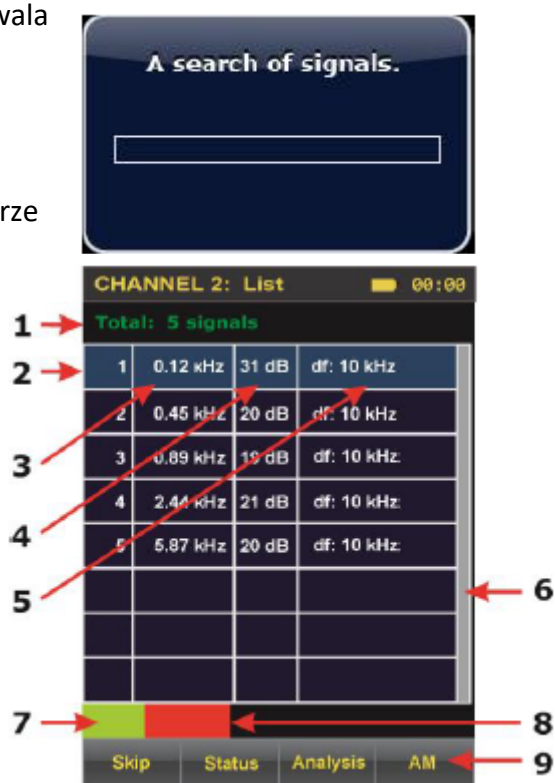 wala
A search of signals.
rze
CHANNEL 2: List 00:00
1 Total: 5 signals
2 1 0.12 кHz 31 dB df: 10 kHz
2 0.45 kHz 20 dB df: 10 kHz
3 3 0.89 kHz 19 dB df: 10 kHz
4 4 2.44 kHz 21 dB df: 10 kHz
5 5 5.87 kHz 20 dB df: 10 kHz
6
7 8
Skip Status Analysis AM 9